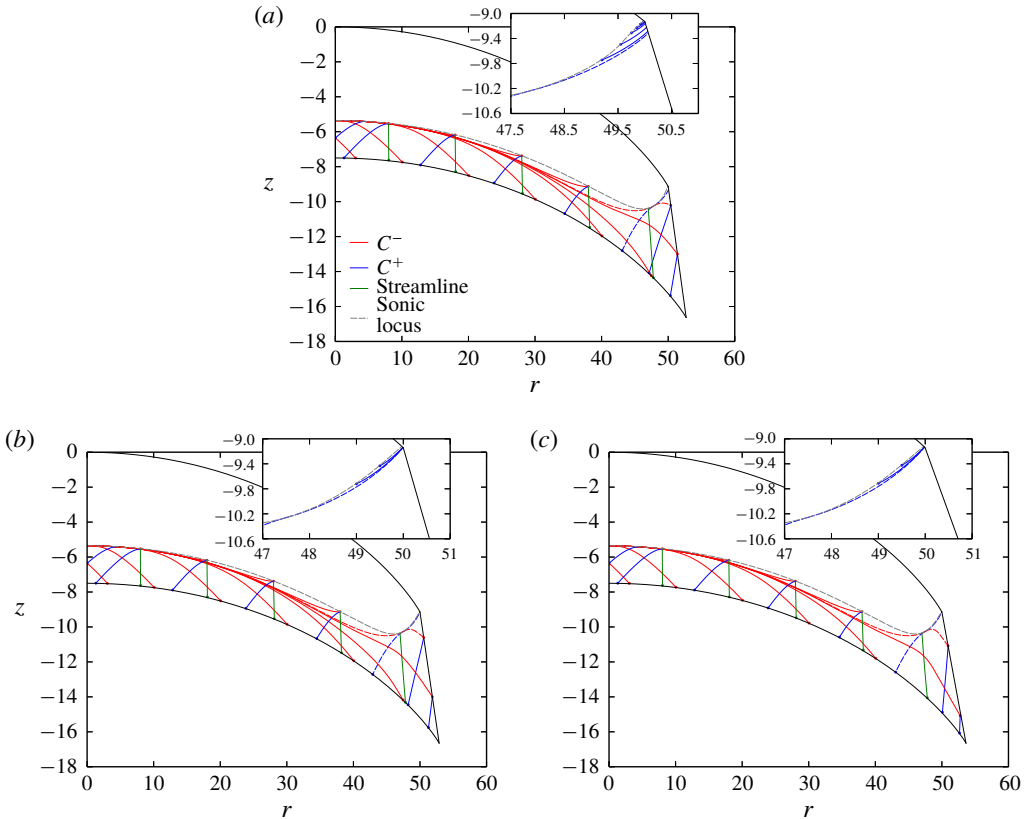 (a)
−9.0
−9.4
−9.8
−10.2
−10.6
47.5 48.5 49.5 50.5
0
−2
−4
−6
−8
−10
−12
−14
−16
−18
z
C−
C+
Streamline
Sonic
locus
0 10 20 30 40 50 60
r
(b)
−9.0
−9.4
−9.8
−10.2
−10.6
47 48 49 50 51
0
−2
−4
−6
−8
−10
−12
−14
−16
−18
z
0 10 20 30 40 50 60
r
(c)
−9.0
−9.4
−9.8
−10.2
−10.6
47 48 49 50 51
0
−2
−4
−6
−8
−10
−12
−14
−16
−18
0 10 20 30 40 50 60
r